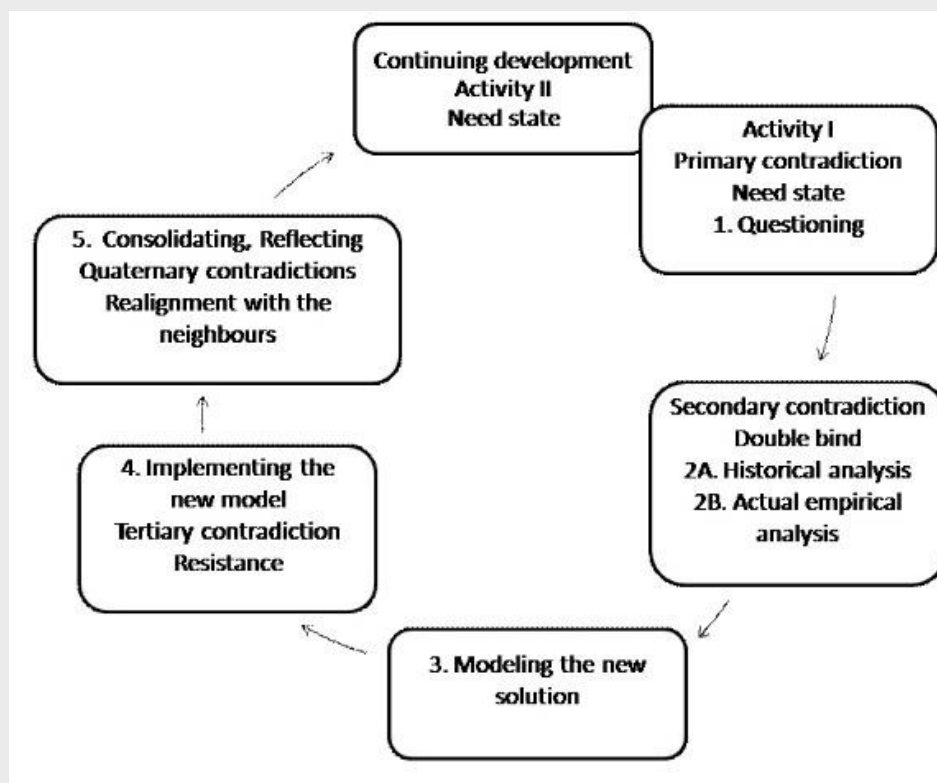 Continuing development
Activity II
Need state
Activity I
Primary contradiction
Need state
1. Questioning
Secondary contradiction
Double bind
2A. Historical analysis
2B. Actual empirical
analysis
3. Modeling the new
solution
4. Implementing the
new model
Tertiary contradiction
Resistance
5. Consolidating, Reflecting
Quaternary contradictions
Realignment with the
neighbours